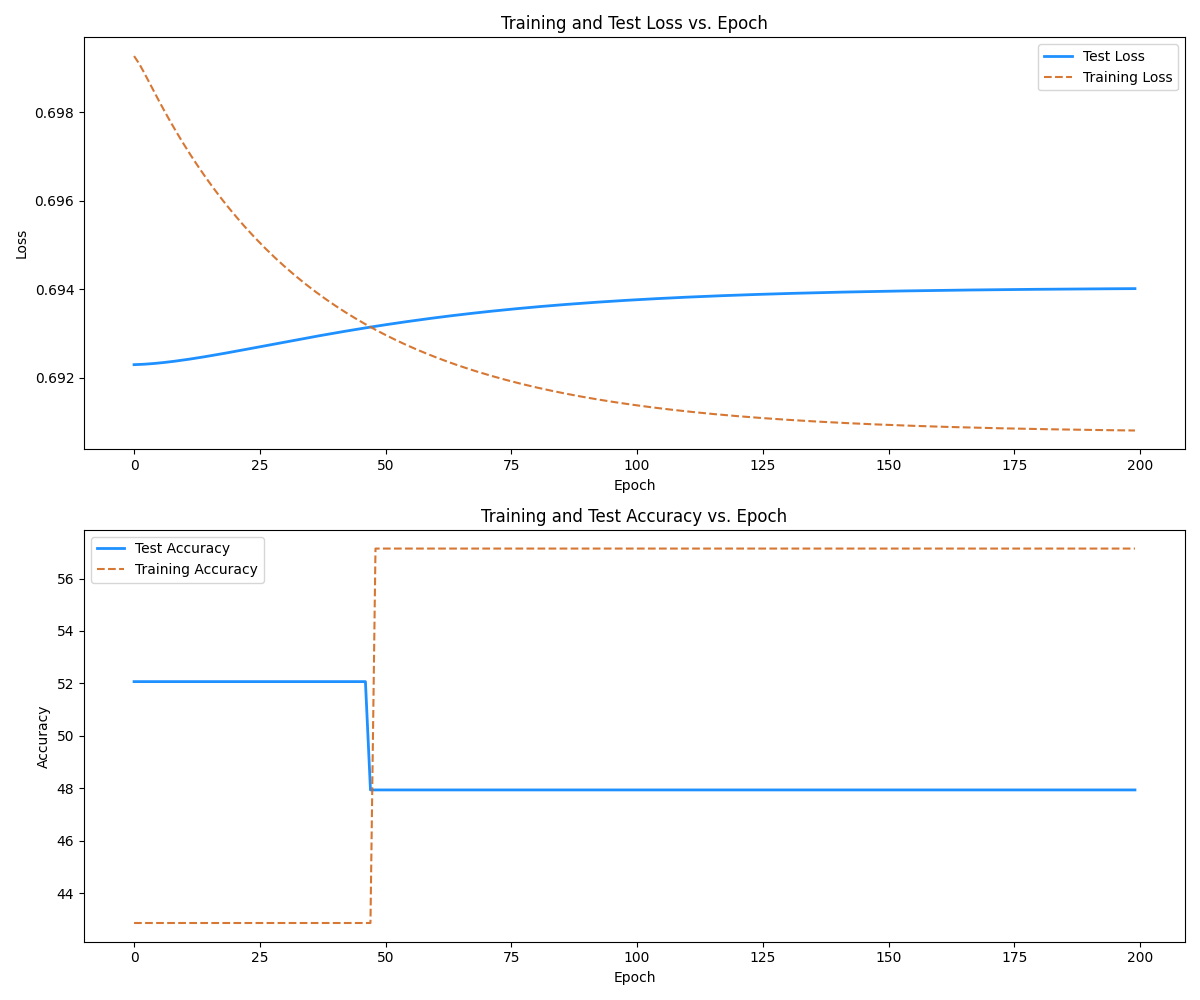 Training and Test Loss vs. Epoch
Test Loss
Training Loss
0.698
0.696
0.694
0.692
Loss
0 25 50 75 100 125 150 175 200
Epoch
Training and Test Accuracy vs. Epoch
Test Accuracy
Training Accuracy
56
54
52
50
48
46
44
Accuracy
0 25 50 75 100 125 150 175 200
Epoch